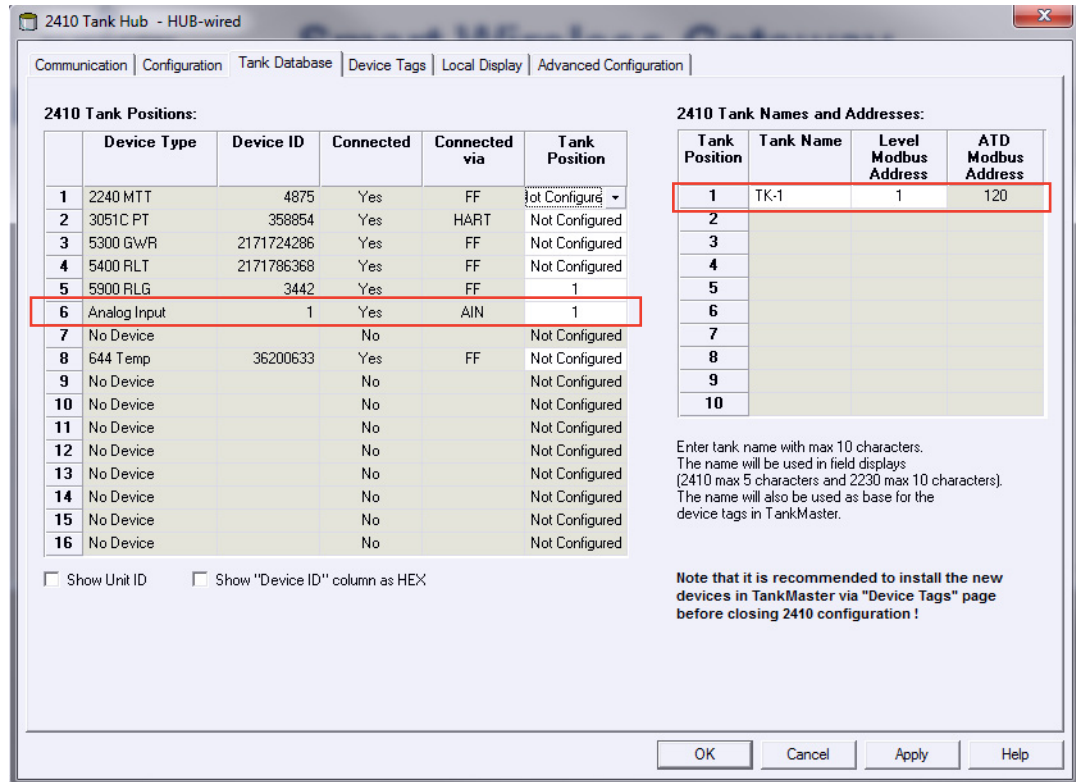 2410 Tank Hub - HUB-wired
Communication Configuration Tank Database Device Tags Local Display Advanced Configuration
2410 Tank Positions:
Device Type Device ID Connected Connected via Tank Position
1 2240 MTT 4875 Yes FF ot Configure
2 3051C PT 358854 Yes HART Not Configured
3 5300 GWR 2171724286 Yes FF Not Configured
4 5400 RLT 2171786368 Yes FF Not Configured
5 5900 RLG 3442 Yes FF 1
6 Analog Input 1 Yes AIN 1
7 No Device No Not Configured
8 644 Temp 36200633 Yes FF Not Configured
9 No Device No Not Configured
10 No Device No Not Configured
11 No Device No Not Configured
12 No Device No Not Configured
13 No Device No Not Configured
14 No Device No Not Configured
15 No Device No Not Configured
16 No Device No Not Configured
Show Unit ID Show "Device ID" column as HEX
2410 Tank Names and Addresses:
Tank Position Tank Name Level Modbus Address ATD Modbus Address
1 TK-1 1 120
2
3
4
5
6
7
8
9
10
Enter tank name with max 10 characters.
The name will be used in field displays
(2410 max 5 characters and 2230 max 10 characters).
The name will also be used as base for the
device tags in TankMaster.
Note that it is recommended to install the new
devices in TankMaster via "Device Tags" page
before closing 2410 configuration !
OK Cancel Apply Help